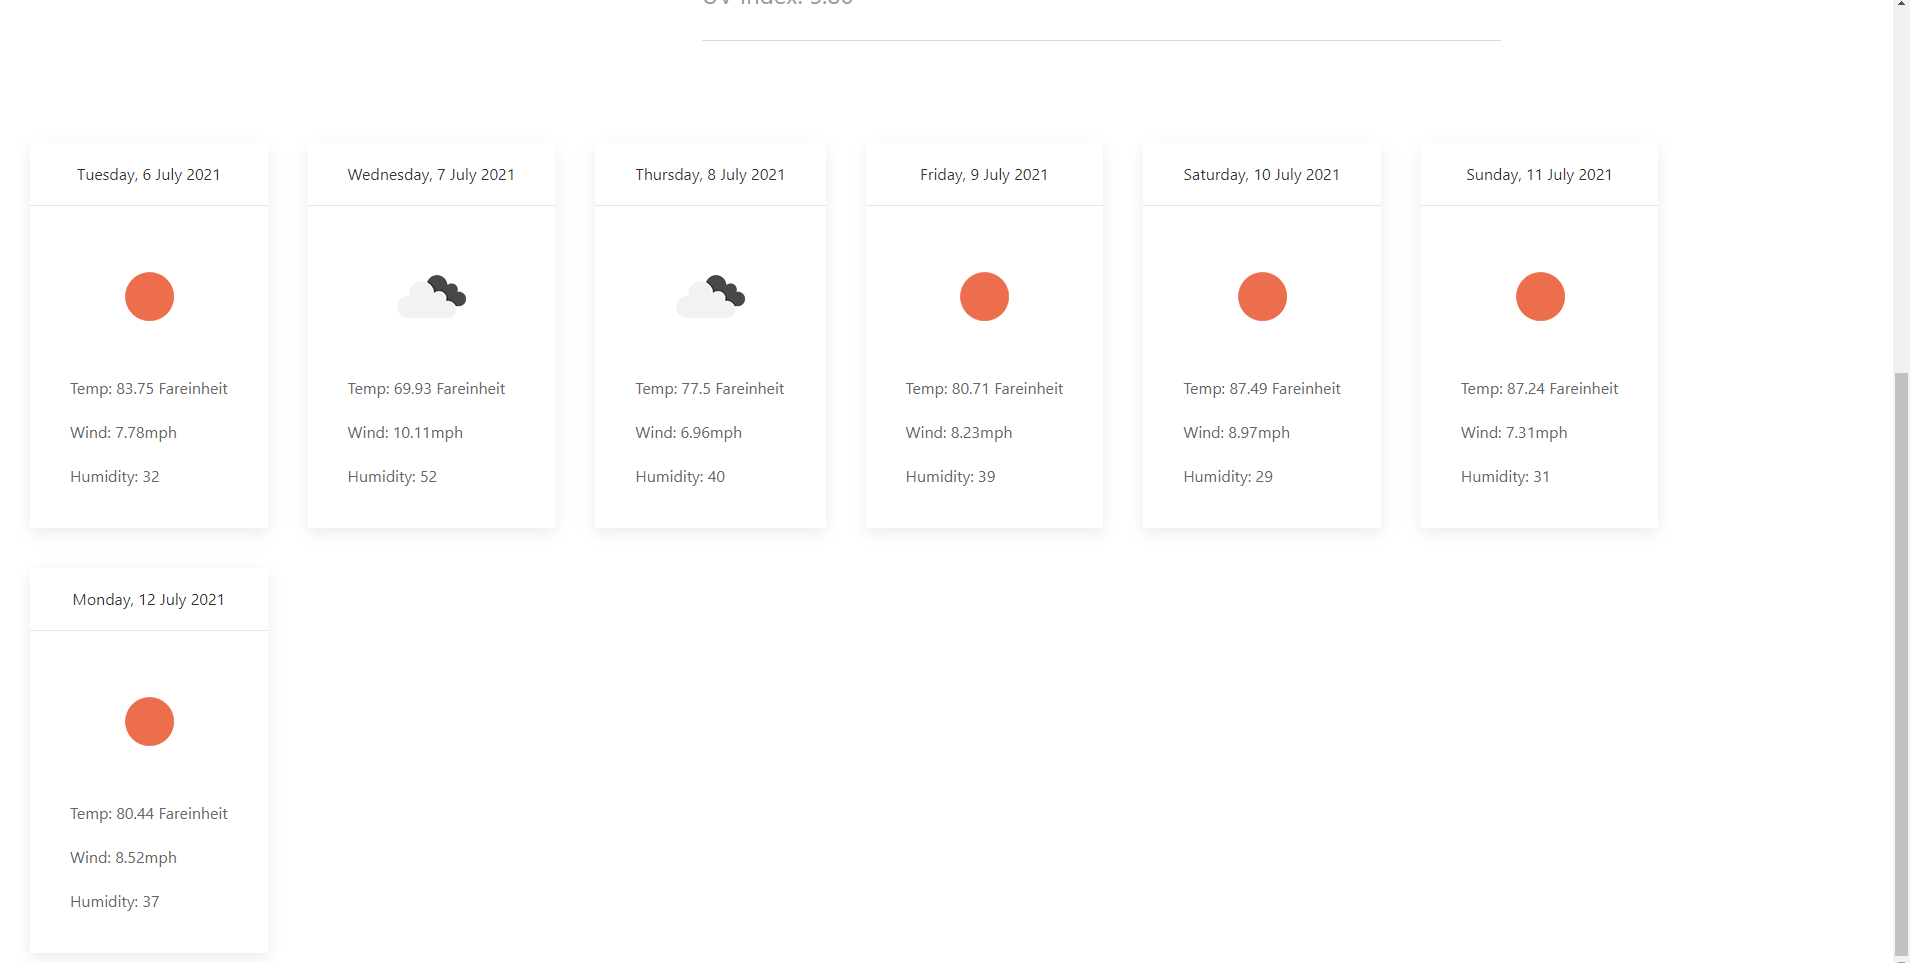 Tuesday, 6 July 2021
Temp: 83.75 Fareinheit
Wind: 7.78mph
Humidity: 32
Wednesday, 7 July 2021
Temp: 69.93 Fareinheit
Wind: 10.11mph
Humidity: 52
Thursday, 8 July 2021
Temp: 77.5 Fareinheit
Wind: 6.96mph
Humidity: 40
Friday, 9 July 2021
Temp: 80.71 Fareinheit
Wind: 8.23mph
Humidity: 39
Saturday, 10 July 2021
Temp: 87.49 Fareinheit
Wind: 8.97mph
Humidity: 29
Sunday, 11 July 2021
Temp: 87.24 Fareinheit
Wind: 7.31mph
Humidity: 31
Monday, 12 July 2021
Temp: 80.44 Fareinheit
Wind: 8.52mph
Humidity: 37